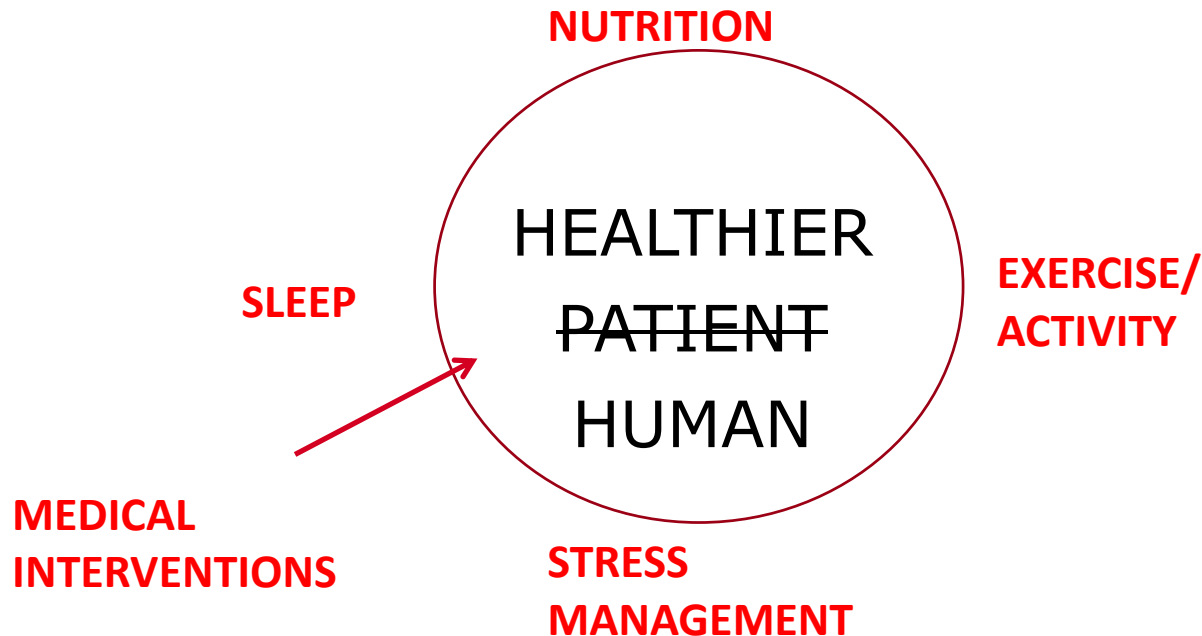 NUTRITION
HEALTHIER
PATIENT
HUMAN
SLEEP
EXERCISE/
ACTIVITY
MEDICAL
INTERVENTIONS
STRESS
MANAGEMENT